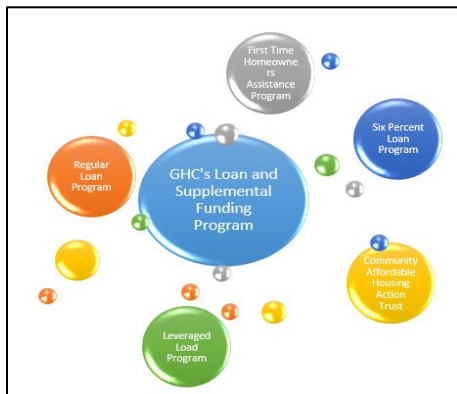 First Time
Homeowne
rs
Assistance
Program
Six Percent
Loan
Program
Regular
Loan
Program
GHC's Loan and
Supplemental
Funding
Program
Community
Affordable
Housing
Action
Trust
Leveraged
Load
Program